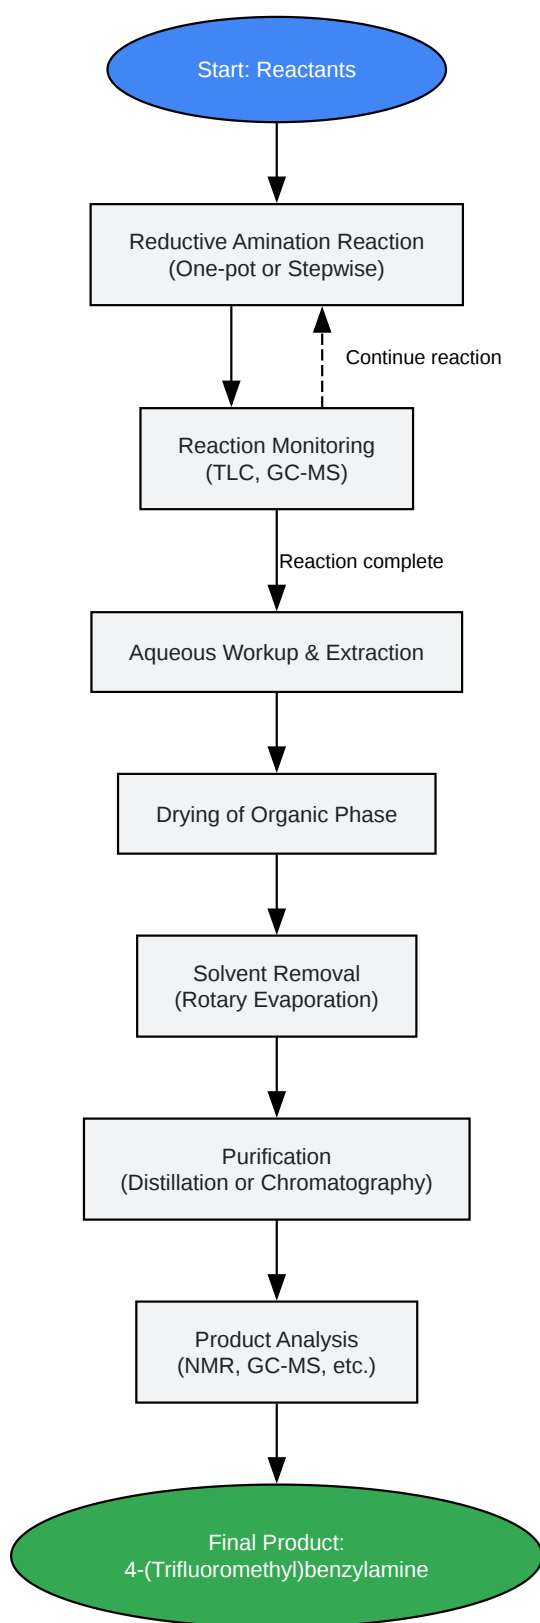 Start: Reactants
Reductive Amination Reaction
(One-pot or Stepwise)
Continue reaction
Reaction Monitoring
(TLC, GC-MS)
Reaction complete
Aqueous Workup & Extraction
Drying of Organic Phase
Solvent Removal
(Rotary Evaporation)
Purification
(Distillation or Chromatography)
Product Analysis
(NMR, GC-MS, etc.)
Final Product:
4-(Trifluoromethyl)benzylamine